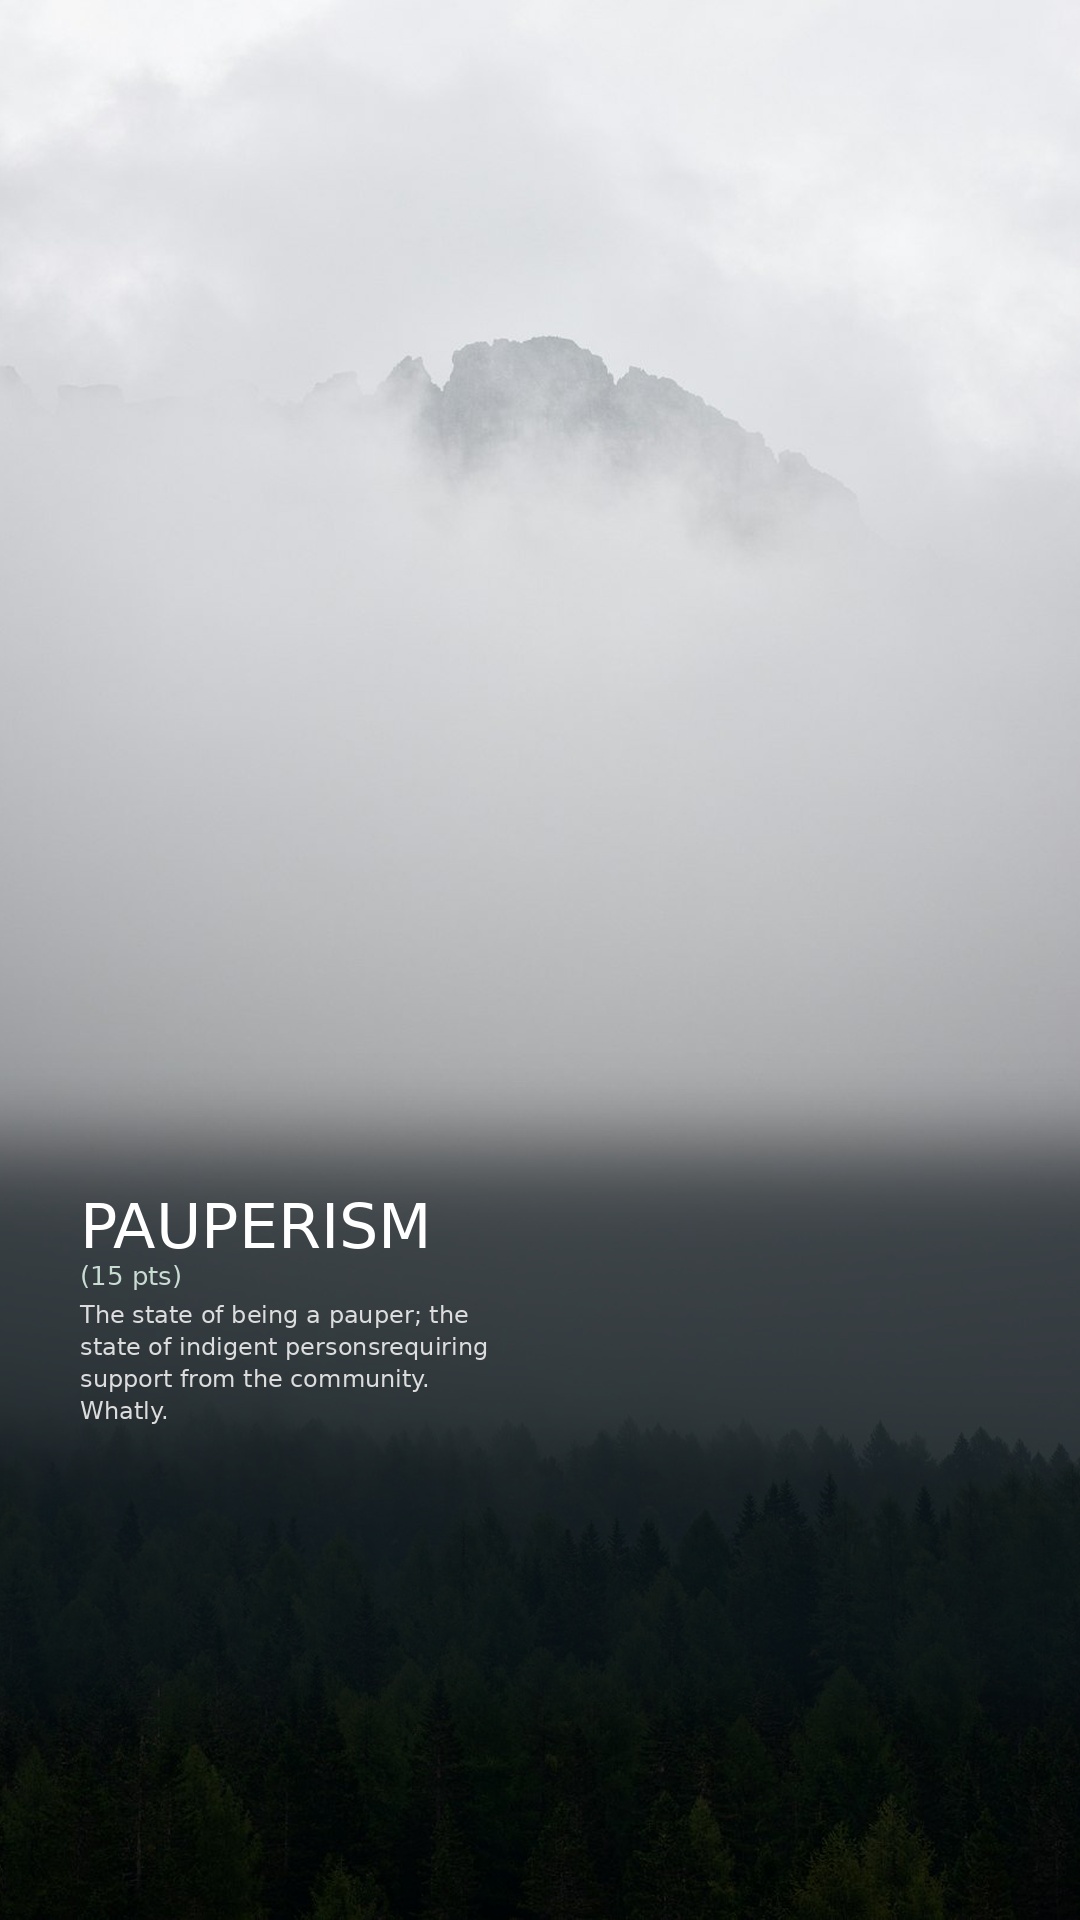 PAUPERISM
(15 pts)
The state of being a pauper; the
state of indigent personsrequiring
support from the community.
Whatly.